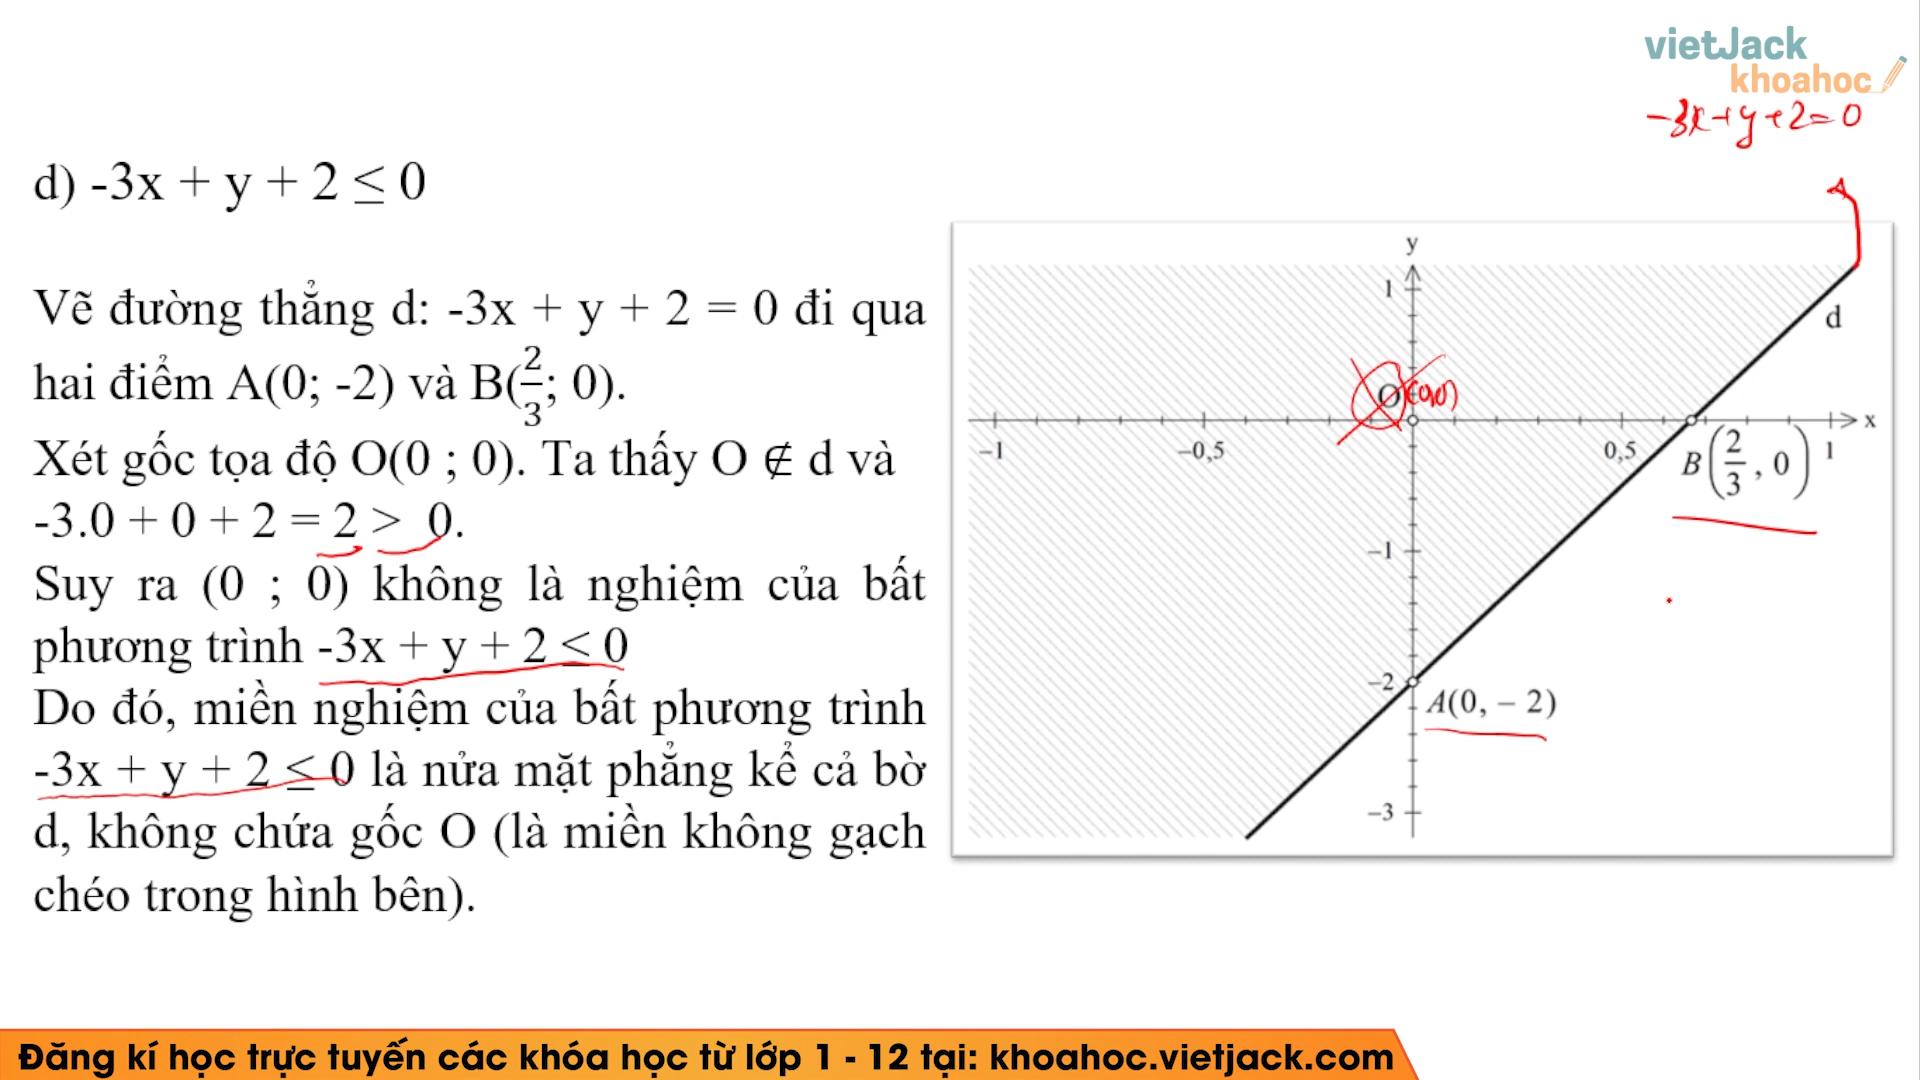 vietJack
khoahoc
-3x+y+2=0
d) -3x + y + 2 ≤ 0
Vẽ đường thẳng d: -3x + y + 2 = 0 đi qua
hai điểm A(0; -2) và B(2/3; 0).
Xét gốc tọa độ O(0 ; 0). Ta thấy O ∉ d và
-3.0 + 0 + 2 = 2 > 0.
Suy ra (0 ; 0) không là nghiệm của bất
phương trình -3x + y + 2 ≤ 0
Do đó, miền nghiệm của bất phương trình
-3x + y + 2 ≤ 0 là nửa mặt phẳng kể cả bờ
d, không chứa gốc O (là miền không gạch
chéo trong hình bên).
y
1
d
O (0,0)
x
-1
-0,5
0,5
B(2/3, 0)
1
-1
-2
A(0, - 2)
-3
Đăng kí học trực tuyến các khóa học từ lớp 1 - 12 tại: khoahoc.vietjack.com